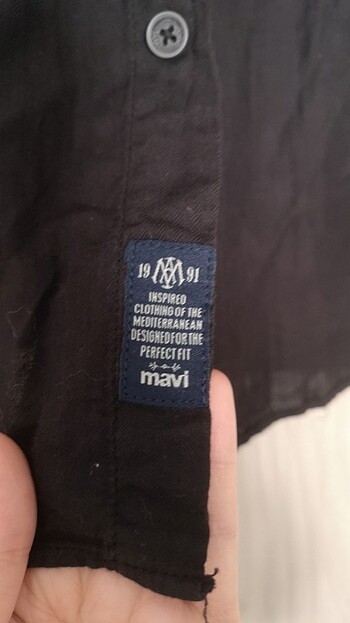 19 91
INSPIRED
CLOTHING OF THE
MEDITERRANEAN
DESIGNED FOR THE
PERFECT FIT
mavi